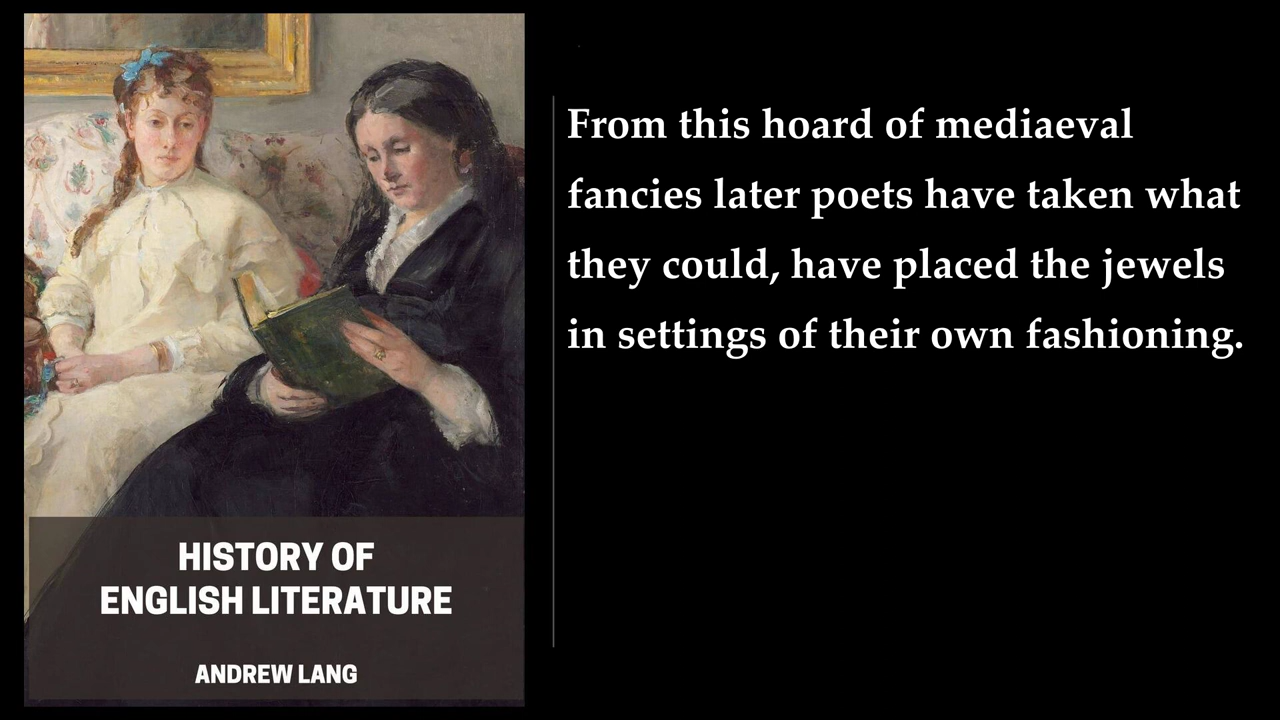 From this hoard of mediaeval
fancies later poets have taken what
they could, have placed the jewels
in settings of their own fashioning.
HISTORY OF
ENGLISH LITERATURE
ANDREW LANG